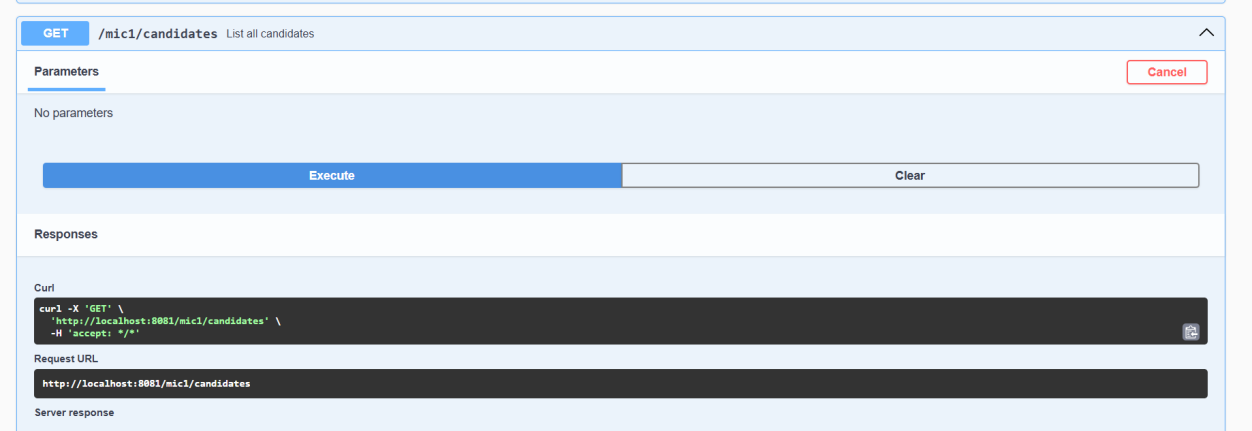 GET /mic1/candidates List all candidates
Parameters
Cancel
No parameters
Execute
Clear
Responses
Curl
curl -X 'GET' \
'http://localhost:8081/mic1/candidates' \
-H 'accept: */*'
Request URL
http://localhost:8081/mic1/candidates
Server response